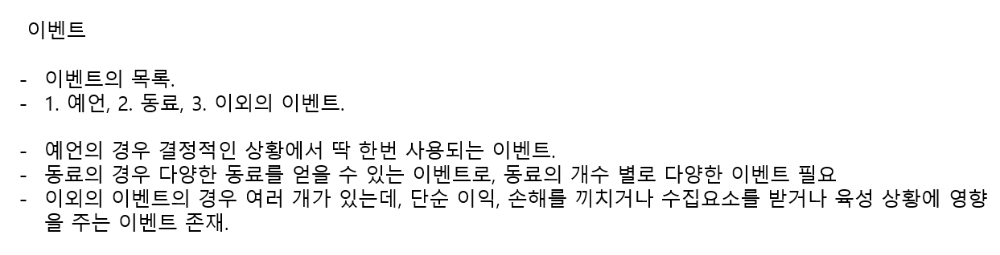 이벤트
- 이벤트의 목록.
- 1. 예언, 2. 동료, 3. 이외의 이벤트.
- 예언의 경우 결정적인 상황에서 딱 한번 사용되는 이벤트.
- 동료의 경우 다양한 동료를 얻을 수 있는 이벤트로, 동료의 개수 별로 다양한 이벤트 필요
- 이외의 이벤트의 경우 여러 개가 있는데, 단순 이익, 손해를 끼치거나 수집요소를 받거나 육성 상황에 영향
을 주는 이벤트 존재.